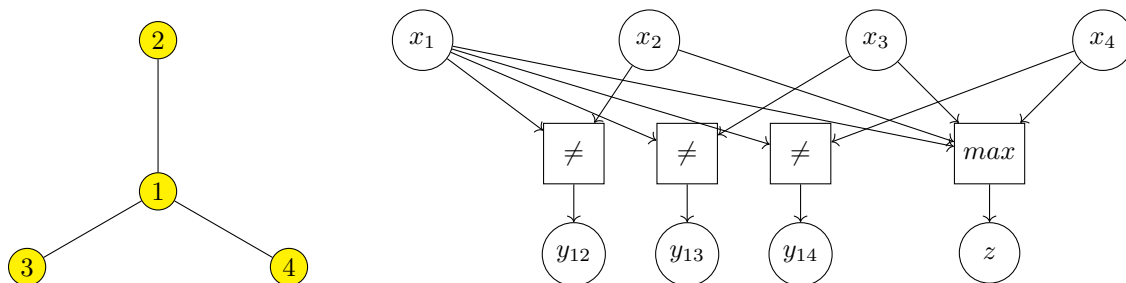 2
1
3
4
x₁ x₂ x₃ x₄
≠ ≠ ≠ max
y₁₂ y₁₃ y₁₄ z